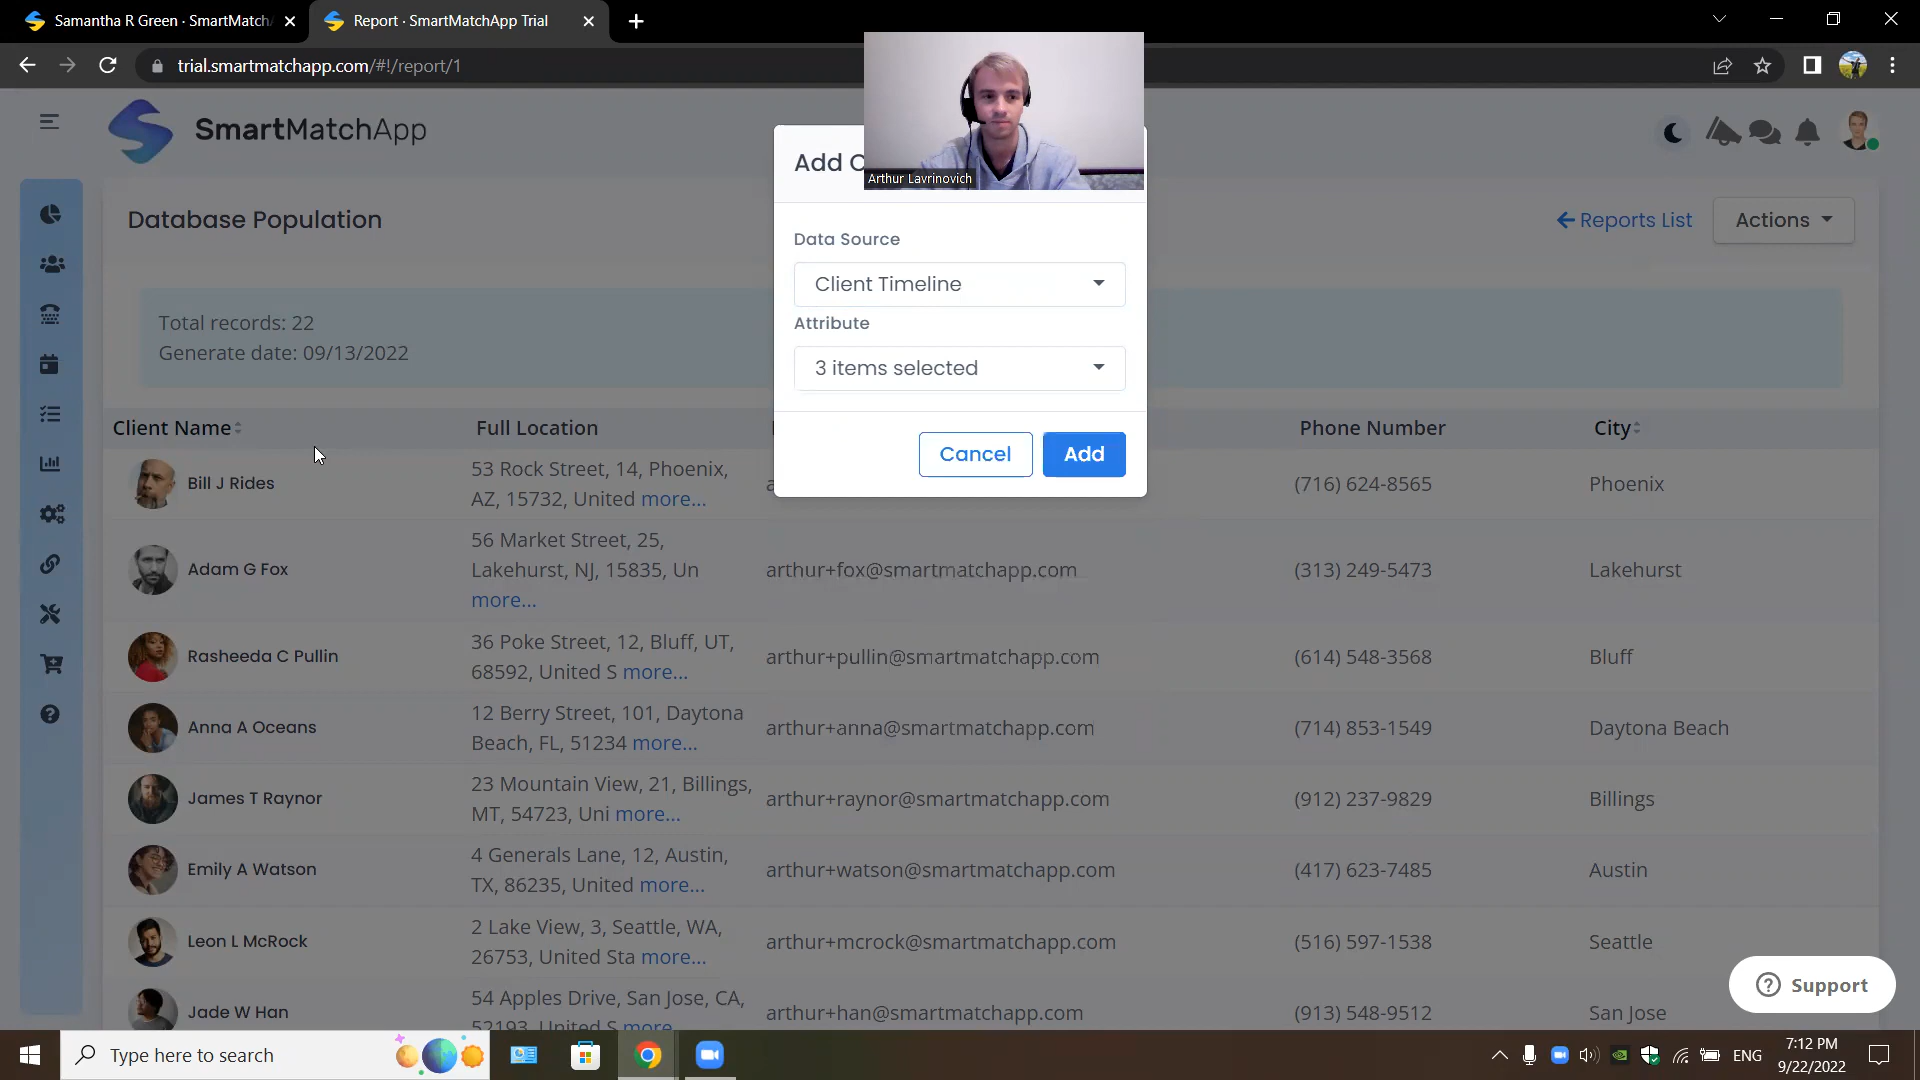 Samantha R Green · SmartMatch
Report · SmartMatchApp Trial
trial.smartmatchapp.com/#!/report/1
SmartMatchApp
Arthur Lavrinovich
Add
Database Population
Reports List
Actions
Data Source
Client Timeline
Attribute
3 items selected
Cancel
Add
Total records: 22
Generate date: 09/13/2022
Client Name
Full Location
Phone Number
City
Bill J Rides
53 Rock Street, 14, Phoenix,
AZ, 15732, United more...
(716) 624-8565
Phoenix
Adam G Fox
56 Market Street, 25,
Lakehurst, NJ, 15835, Un
more...
arthur+fox@smartmatchapp.com
(313) 249-5473
Lakehurst
Rasheeda C Pullin
36 Poke Street, 12, Bluff, UT,
68592, United S more...
arthur+pullin@smartmatchapp.com
(614) 548-3568
Bluff
Anna A Oceans
12 Berry Street, 101, Daytona
Beach, FL, 51234 more...
arthur+anna@smartmatchapp.com
(714) 853-1549
Daytona Beach
James T Raynor
23 Mountain View, 21, Billings,
MT, 54723, Uni more...
arthur+raynor@smartmatchapp.com
(912) 237-9829
Billings
Emily A Watson
4 Generals Lane, 12, Austin,
TX, 86235, United more...
arthur+watson@smartmatchapp.com
(417) 623-7485
Austin
Leon L McRock
2 Lake View, 3, Seattle, WA,
26753, United Sta more...
arthur+mcrock@smartmatchapp.com
(516) 597-1538
Seattle
Jade W Han
54 Apples Drive, San Jose, CA,
52193, United S more...
arthur+han@smartmatchapp.com
(913) 548-9512
San Jose
Support
Type here to search
ENG
7:12 PM
9/22/2022